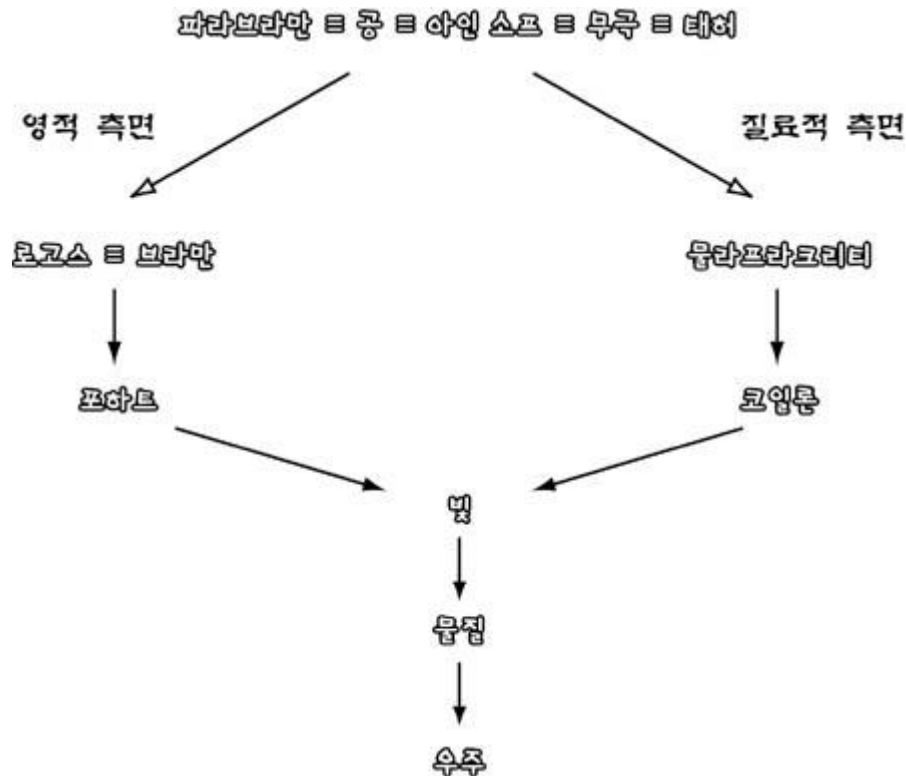 파라브라만 ≡ 공 ≡ 아인 소프 ≡ 무극 ≡ 태허
영적 측면
질료적 측면
로고스 ≡ 브라만
물라프라크리티
포하트
코일론
빛
물질
우주